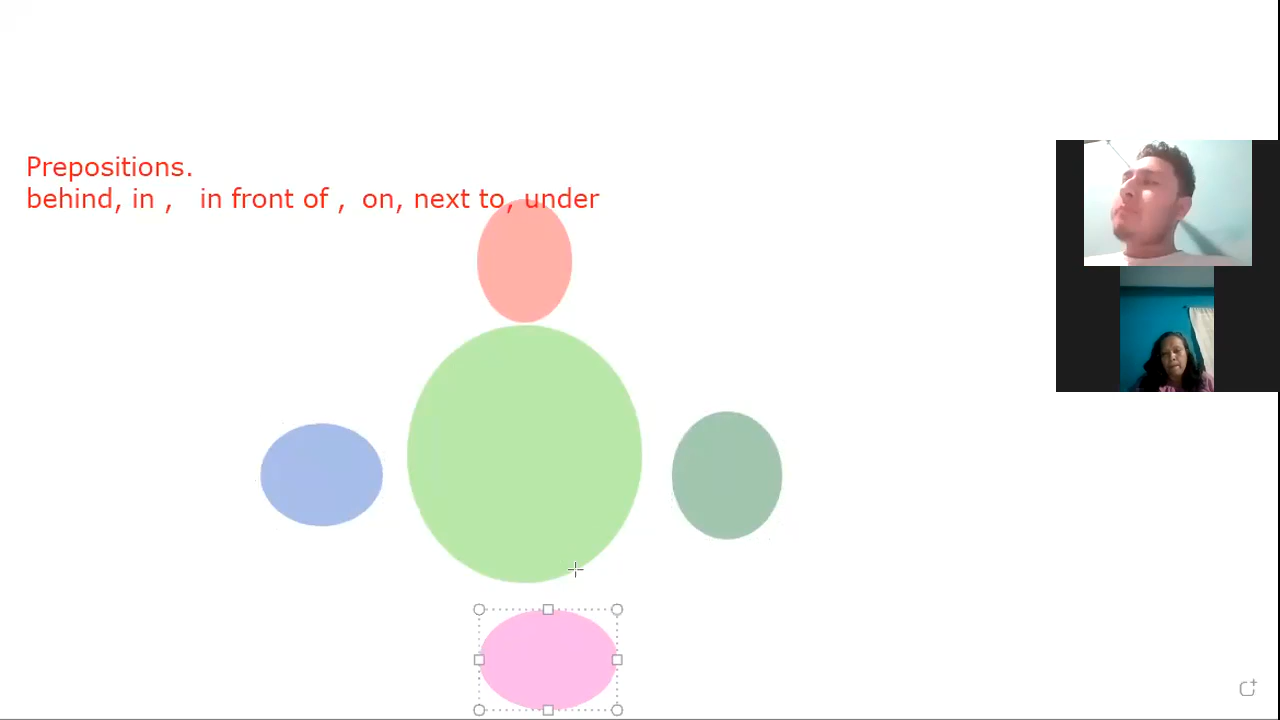 Prepositions.
behind, in , in front of , on, next to, under